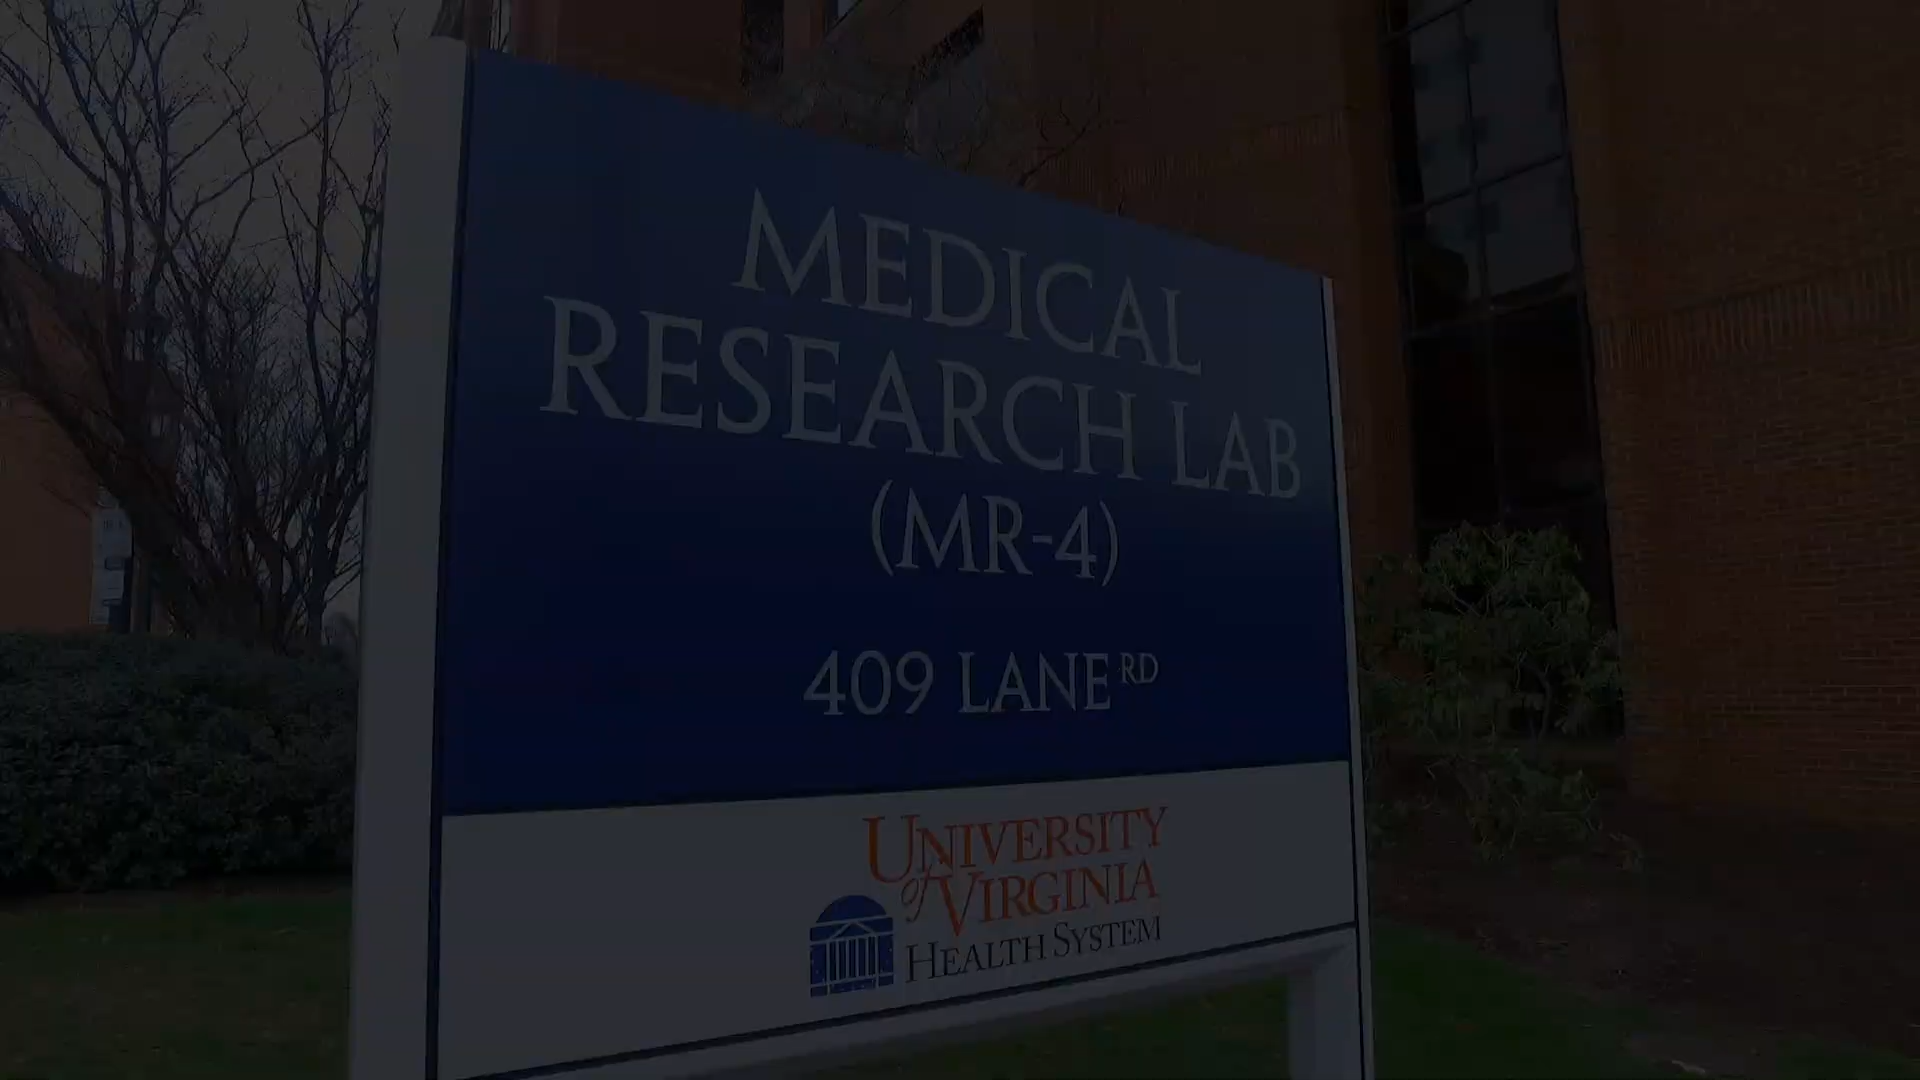 MEDICAL
RESEARCH LAB
(MR-4)
409 LANE RD
UNIVERSITY
of VIRGINIA
HEALTH SYSTEM